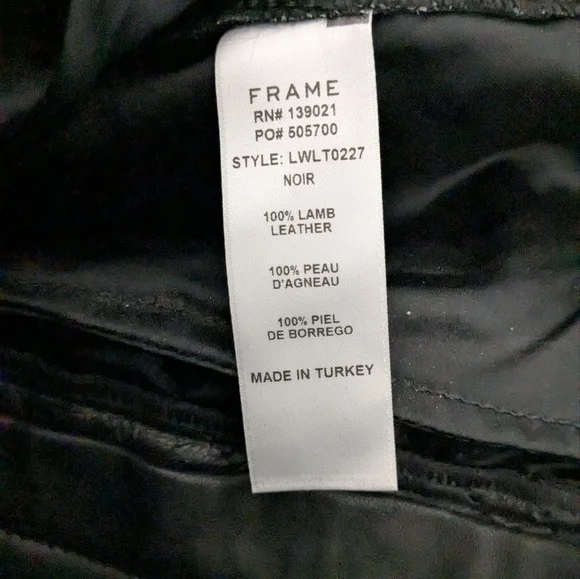 FRAME
RN# 139021
PO# 505700
STYLE: LWLT0227
NOIR
100% LAMB
LEATHER
100% PEAU
D'AGNEAU
100% PIEL
DE BORREGO
MADE IN TURKEY